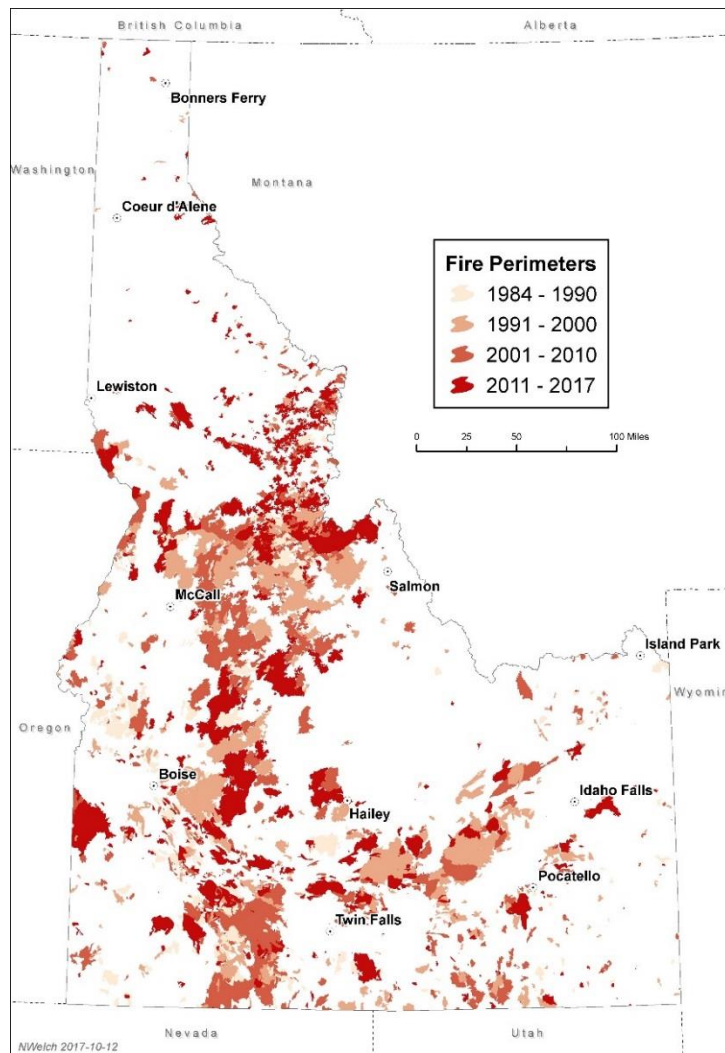 British Columbia
Alberta
Bonners Ferry
Washington
Montana
Coeur d'Alene
Fire Perimeters
1984 - 1990
1991 - 2000
2001 - 2010
2011 - 2017
Lewiston
0 25 50 100 Miles
Salmon
McCall
Island Park
Wyomin
Oregon
Boise
Idaho Falls
Hailey
Pocatello
Twin Falls
Nevada
Utah
NWelch 2017-10-12